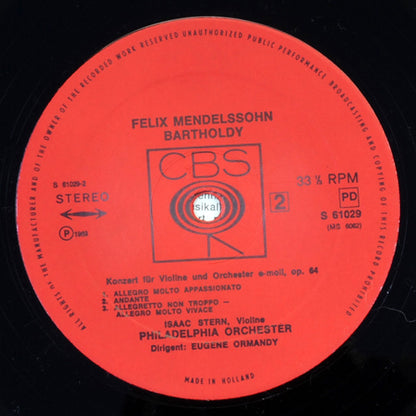 ALL RIGHTS OF THE MANUFACTURER AND OF THE OWNER OF THE RECORDED WORK RESERVED UNAUTHORIZED PUBLIC PERFORMANCE BROADCASTING AND COPYING OF THIS RECORD PROHIBITED
FELIX MENDELSSOHN
BARTHOLDY
CBS
S 61029-2
STEREO
33⅓ RPM
2
PD
S 61029
P 1969
Konzert für Violine und Orchester e-moll, op. 64
1. ALLEGRO MOLTO APPASSIONATO
2. ANDANTE
3. ALLEGRETTO NON TROPPO —
ALLEGRO MOLTO VIVACE
ISAAC STERN, Violine
PHILADELPHIA ORCHESTER
Dirigent: EUGENE ORMANDY
MADE IN HOLLAND